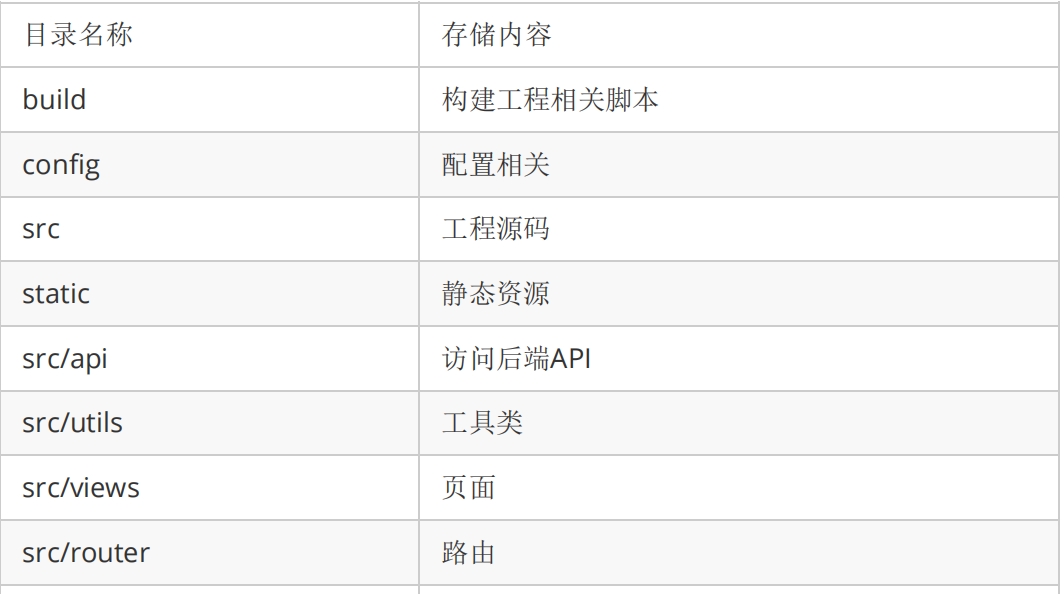 目录名称 存储内容
build 构建工程相关脚本
config 配置相关
src 工程源码
static 静态资源
src/api 访问后端API
src/utils 工具类
src/views 页面
src/router 路由